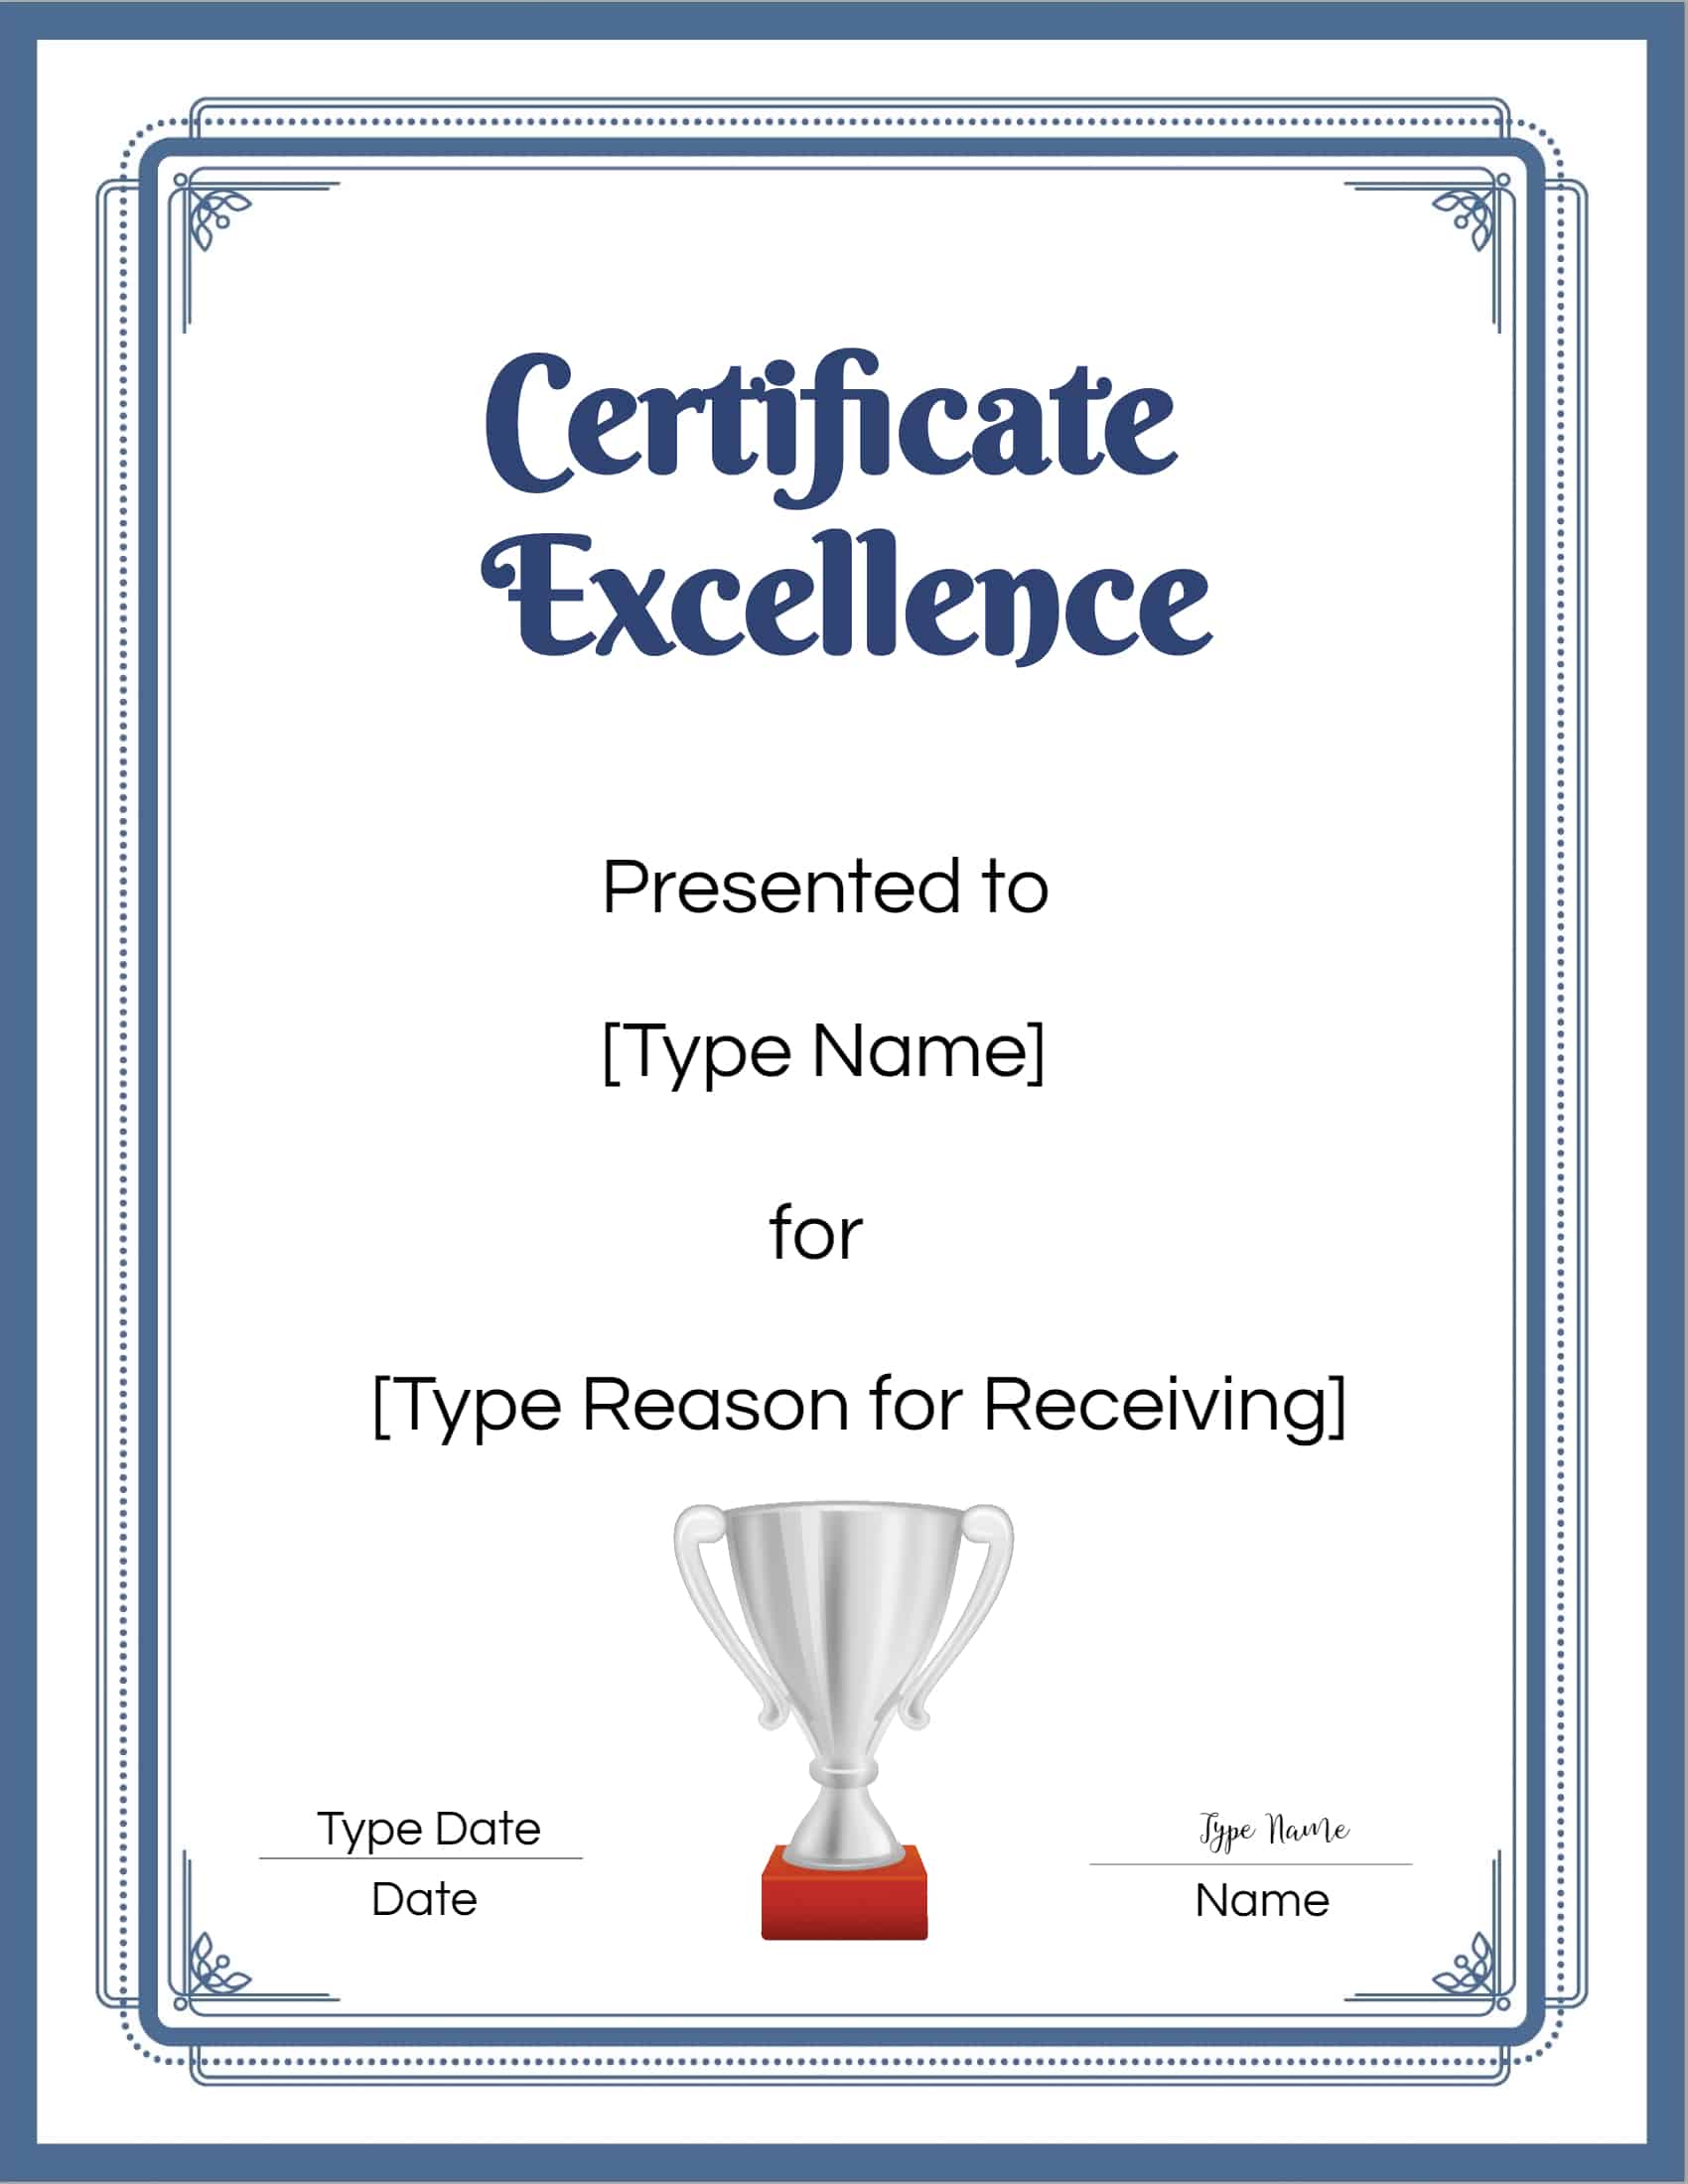 Certificate
Excellence
Presented to
[Type Name]
for
[Type Reason for Receiving]
Type Date
Date
Type Name
Name